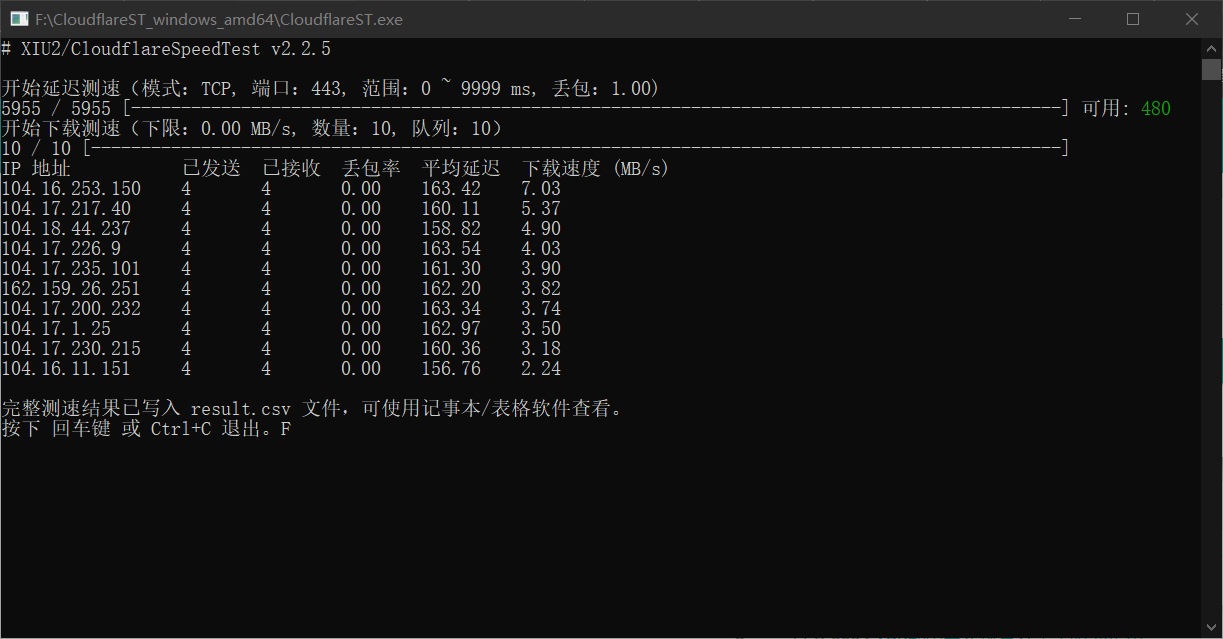 F:\CloudflareST_windows_amd64\CloudflareST.exe
# XIU2/CloudflareSpeedTest v2.2.5
开始延迟测速（模式：TCP, 端口：443, 范围：0 ~ 9999 ms, 丢包：1.00)
5955 / 5955 [-----------------------------------------------------------------------------------------------] 可用: 480
开始下载测速（下限：0.00 MB/s, 数量：10, 队列：10）
10 / 10 [---------------------------------------------------------------------------------------------------] 
IP 地址 已发送 已接收 丢包率 平均延迟 下载速度 (MB/s)
104.16.253.150 4 4 0.00 163.42 7.03
104.17.217.40 4 4 0.00 160.11 5.37
104.18.44.237 4 4 0.00 158.82 4.90
104.17.226.9 4 4 0.00 163.54 4.03
104.17.235.101 4 4 0.00 161.30 3.90
162.159.26.251 4 4 0.00 162.20 3.82
104.17.200.232 4 4 0.00 163.34 3.74
104.17.1.25 4 4 0.00 162.97 3.50
104.17.230.215 4 4 0.00 160.36 3.18
104.16.11.151 4 4 0.00 156.76 2.24
完整测速结果已写入 result.csv 文件，可使用记事本/表格软件查看。
按下 回车键 或 Ctrl+C 退出。F